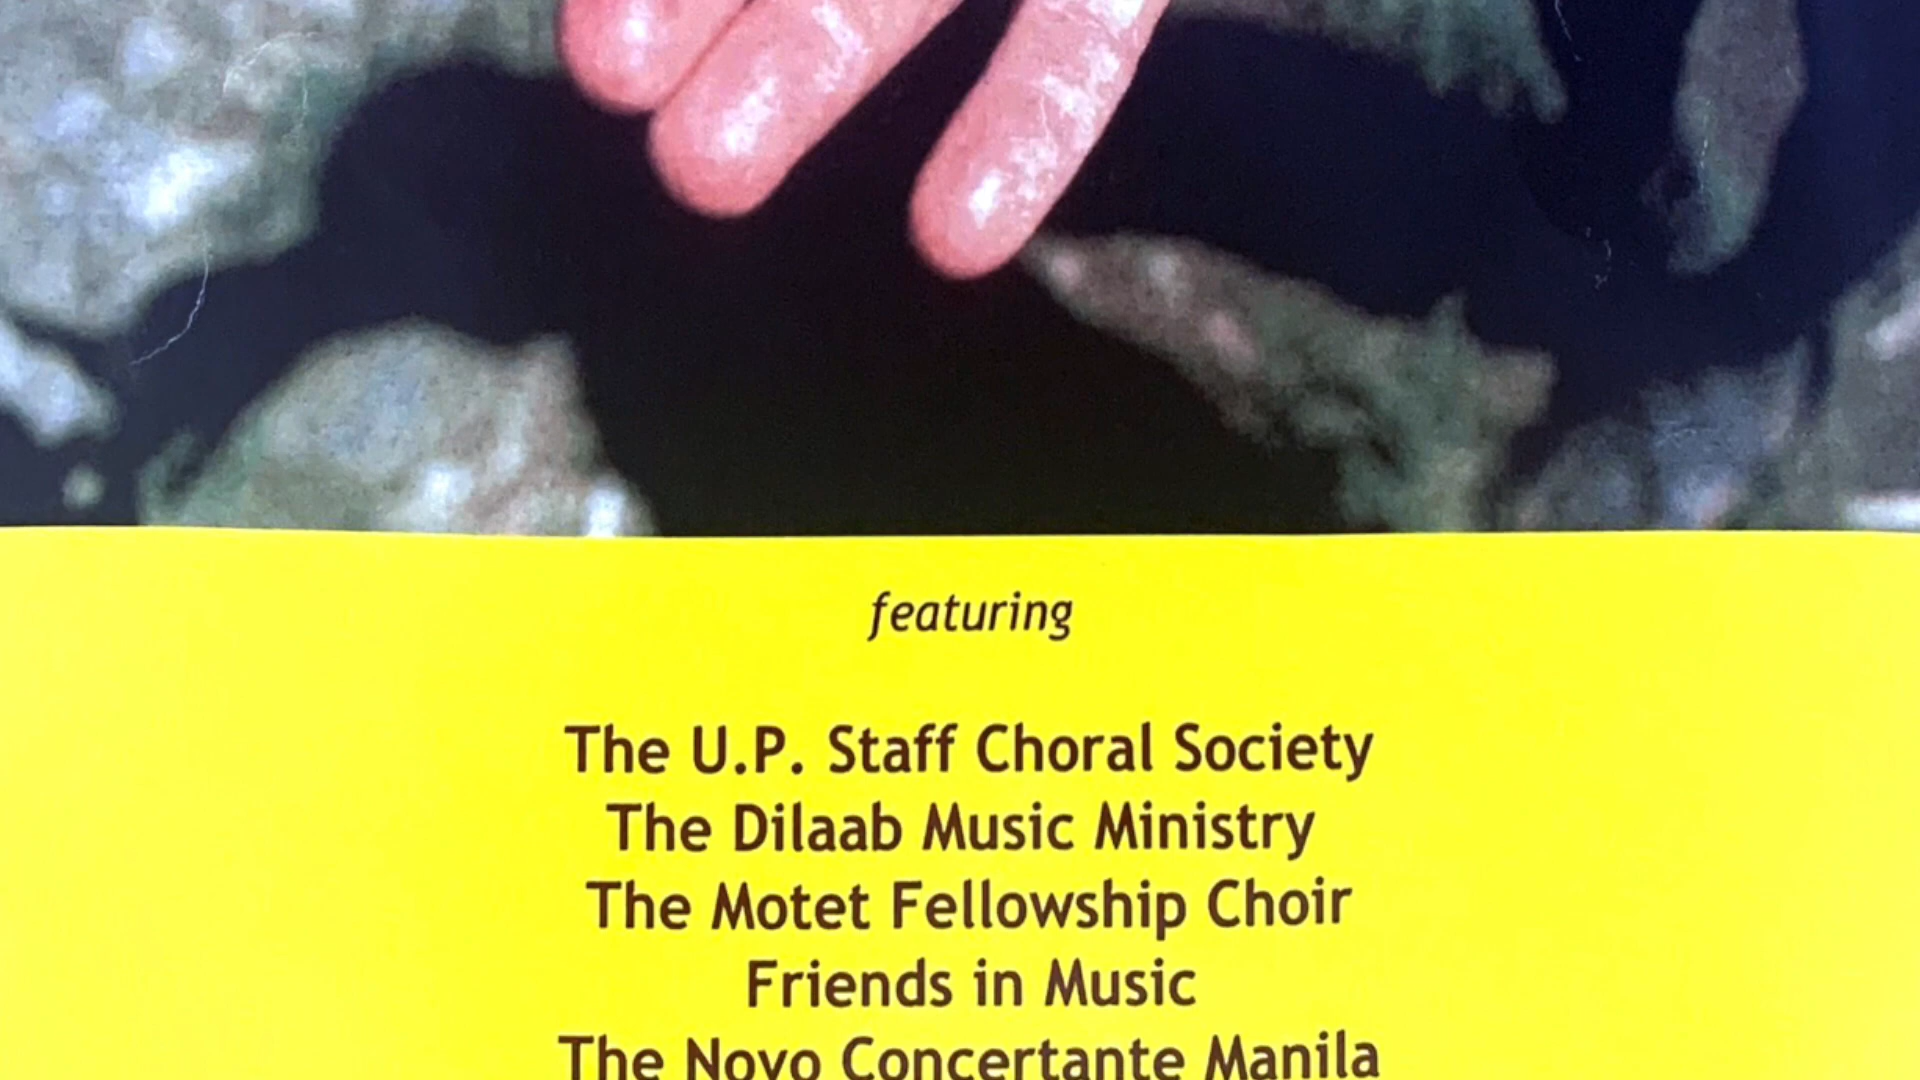 featuring
The U.P. Staff Choral Society
The Dilaab Music Ministry
The Motet Fellowship Choir
Friends in Music
The Novo Concertante Manila